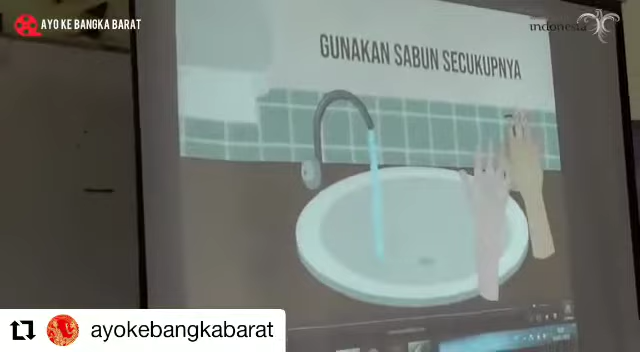 AYO KE BANGKA BARAT
indonesia
GUNAKAN SABUN SECUKUPNYA
ayokebangkabarat